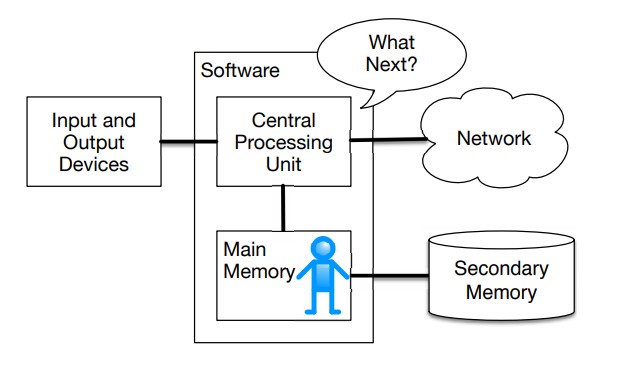 What
Next?
Software
Input and
Output
Devices
Central
Processing
Unit
Network
Main
Memory
Secondary
Memory